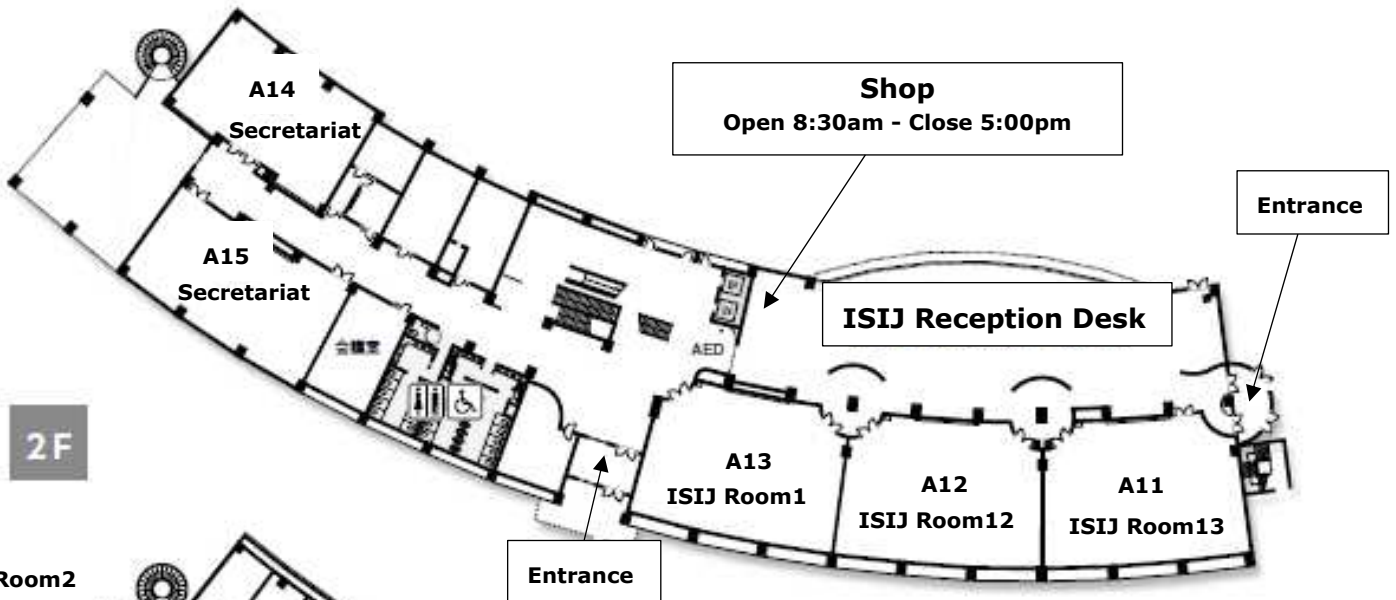 A14
Secretariat
Shop
Open 8:30am - Close 5:00pm
Entrance
A15
Secretariat
ISIJ Reception Desk
会議室
AED
2F
A13
ISIJ Room1
A12
ISIJ Room12
A11
ISIJ Room13
Entrance
Room2